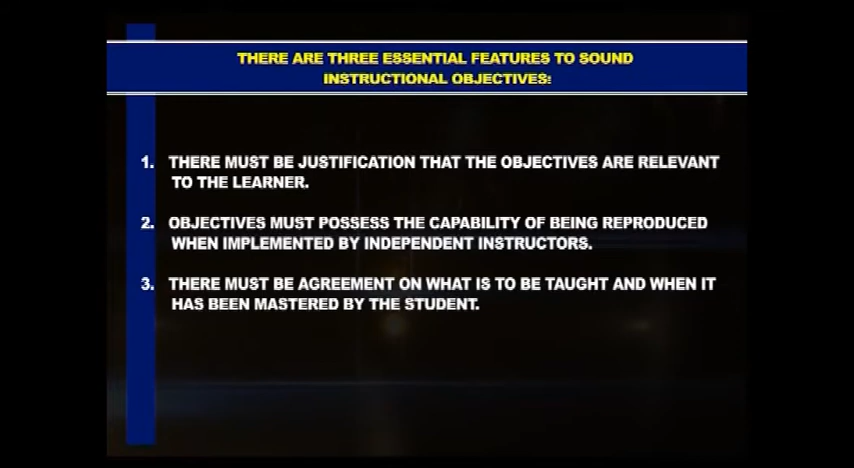 THERE ARE THREE ESSENTIAL FEATURES TO SOUND
INSTRUCTIONAL OBJECTIVES:
1. THERE MUST BE JUSTIFICATION THAT THE OBJECTIVES ARE RELEVANT
TO THE LEARNER.
2. OBJECTIVES MUST POSSESS THE CAPABILITY OF BEING REPRODUCED
WHEN IMPLEMENTED BY INDEPENDENT INSTRUCTORS.
3. THERE MUST BE AGREEMENT ON WHAT IS TO BE TAUGHT AND WHEN IT
HAS BEEN MASTERED BY THE STUDENT.